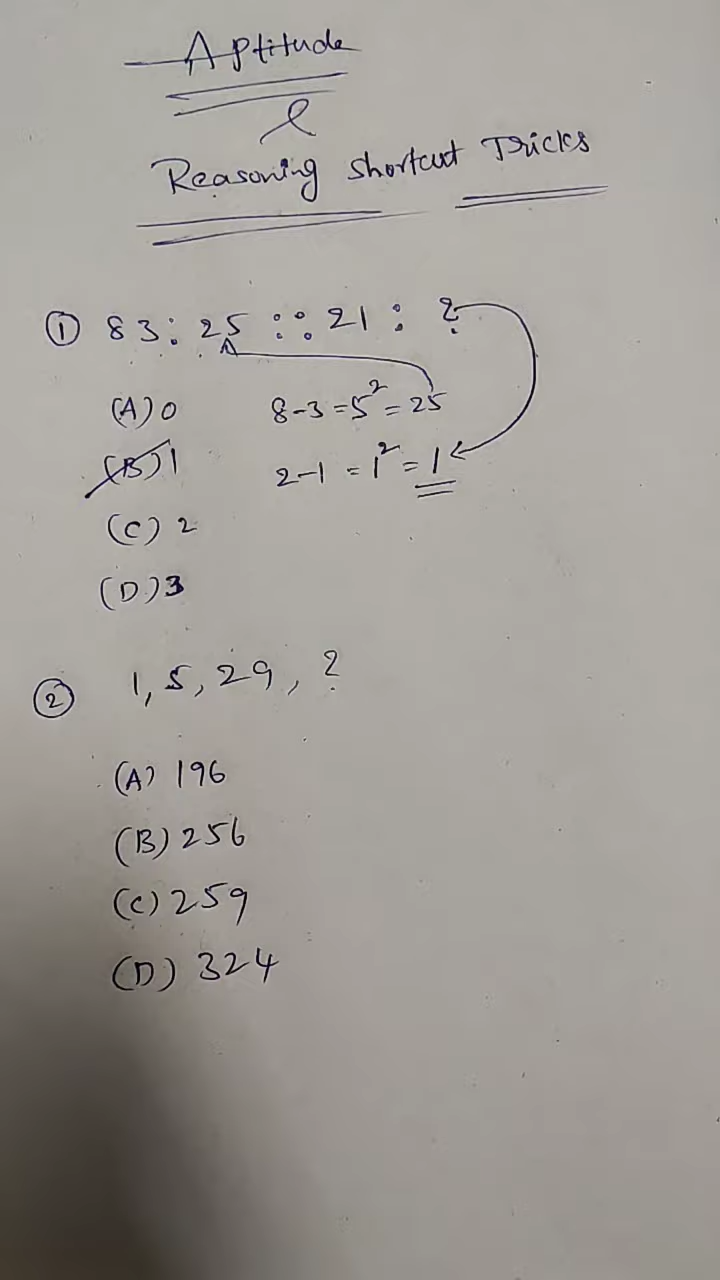 Aptitude
&
Reasoning shortcut Tricks
① 83 : 25 :: 21 : ?
(A) 0 8-3 = 5² = 25
(B) 1 2-1 = 1² = 1
(C) 2
(D) 3
② 1, 5, 29, ?
(A) 196
(B) 256
(C) 259
(D) 324